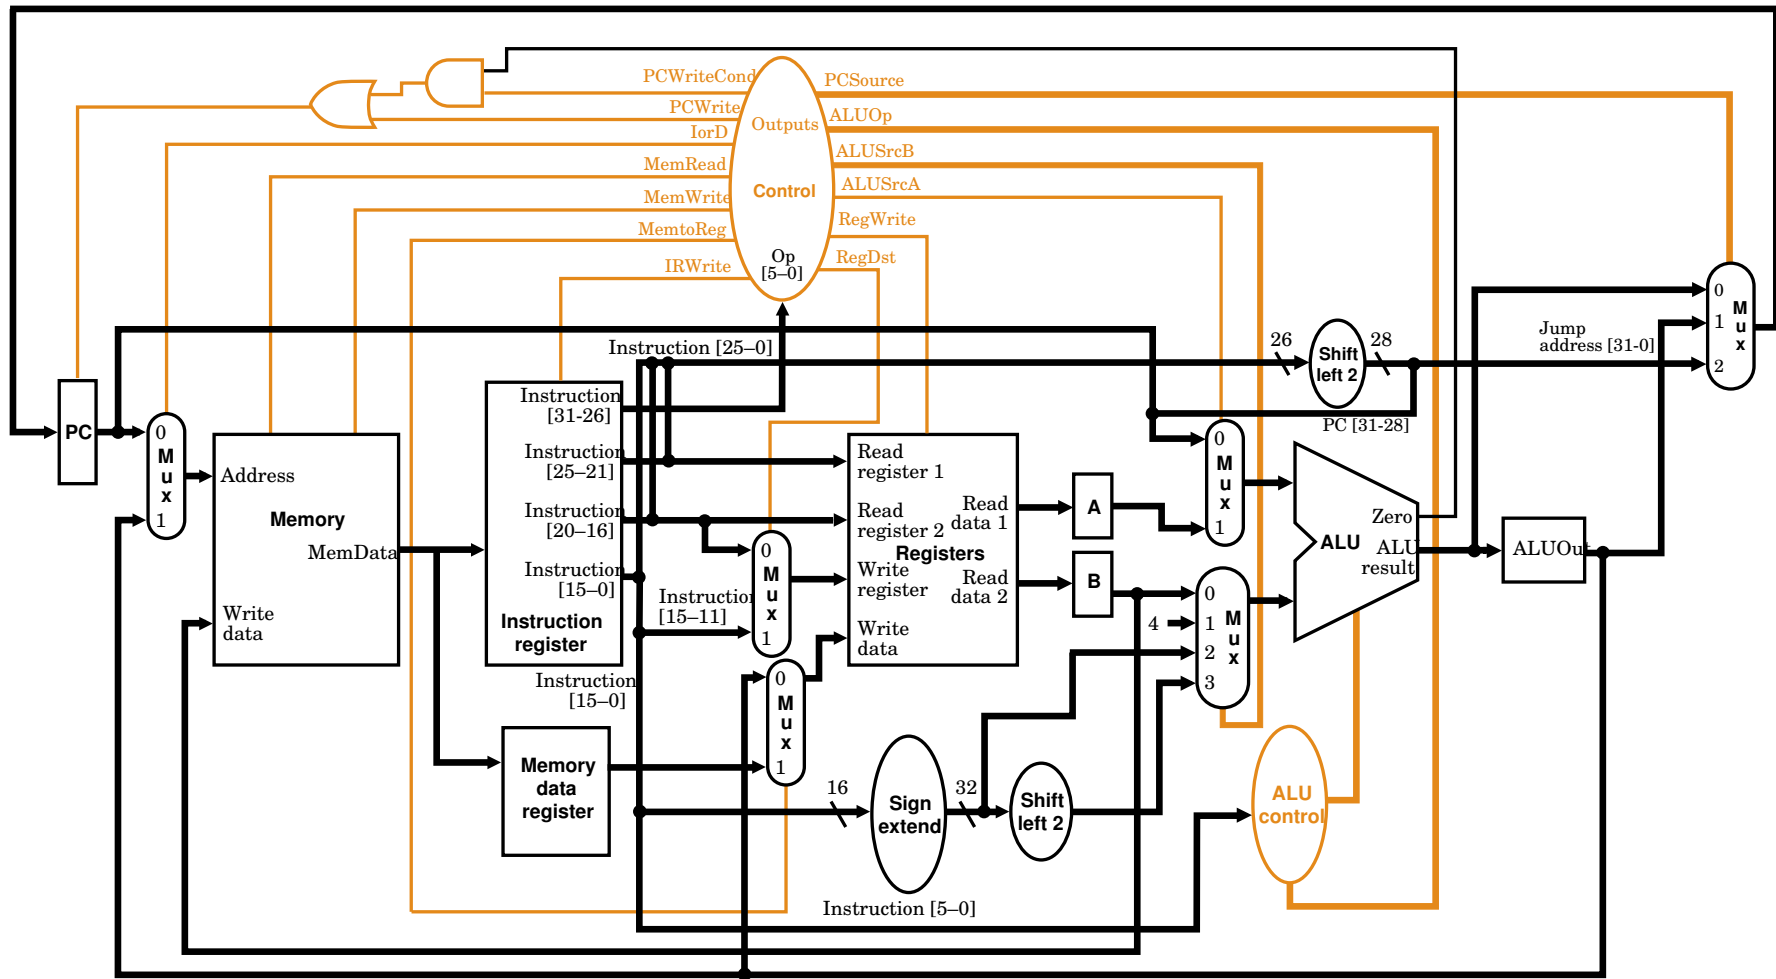 PCWriteCond
PCSource
PCWrite
ALUOp
Outputs
IorD
ALUSrcB
MemRead
ALUSrcA
Control
MemWrite
RegWrite
MemtoReg
RegDst
Op
[5–0]
IRWrite
Instruction [25–0]
26
28
Shift
left 2
Jump
address [31-0]
0
1
2
M
u
x
PC [31-28]
PC
0
M
u
x
1
Address
Memory
MemData
Write
data
Instruction
[31-26]
Instruction
[25–21]
Instruction
[20–16]
Instruction
[15–0]
Instruction
register
Instruction
[15–11]
Instruction
[15–0]
0
M
u
x
1
0
M
u
x
1
Read
register 1
Read
register 2
Registers
Write
register
Write
data
Read
data 1
Read
data 2
A
B
0
M
u
x
1
4
0
1
2
3
M
u
x
Zero
ALU
ALU
result
ALUOut
Memory
data
register
16
Sign
extend
32
Shift
left 2
ALU
control
Instruction [5–0]